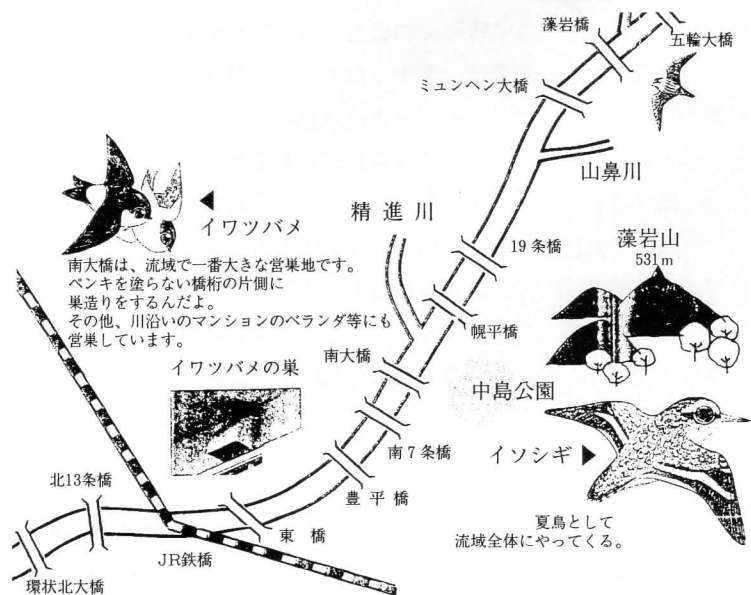 藻岩橋
五輪大橋
ミュンヘン大橋
山鼻川
イワツバメ
精進川
19条橋
藻岩山
531m
南大橋は、流域で一番大きな営巣地です。
ペンキを塗らない橋桁の片側に
巣造りをするんだよ。
その他、川沿いのマンションのベランダ等にも
営巣しています。
幌平橋
イワツバメの巣
南大橋
中島公園
南7条橋
イソシギ
北13条橋
豊平橋
東橋
夏鳥として
流域全体にやってくる。
JR鉄橋
環状北大橋